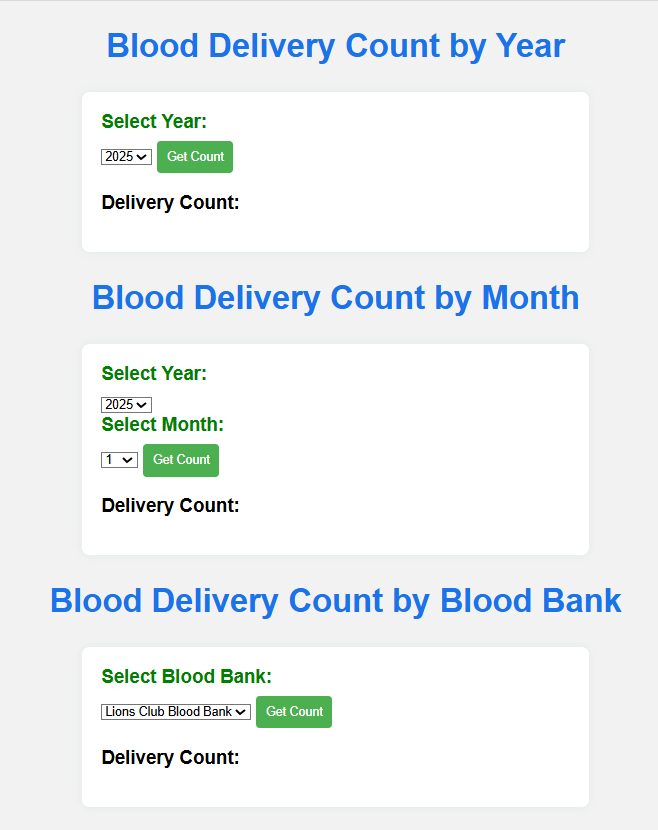 Blood Delivery Count by Year
Select Year:
2025 Get Count
Delivery Count:
Blood Delivery Count by Month
Select Year:
2025
Select Month:
1 Get Count
Delivery Count:
Blood Delivery Count by Blood Bank
Select Blood Bank:
Lions Club Blood Bank Get Count
Delivery Count: